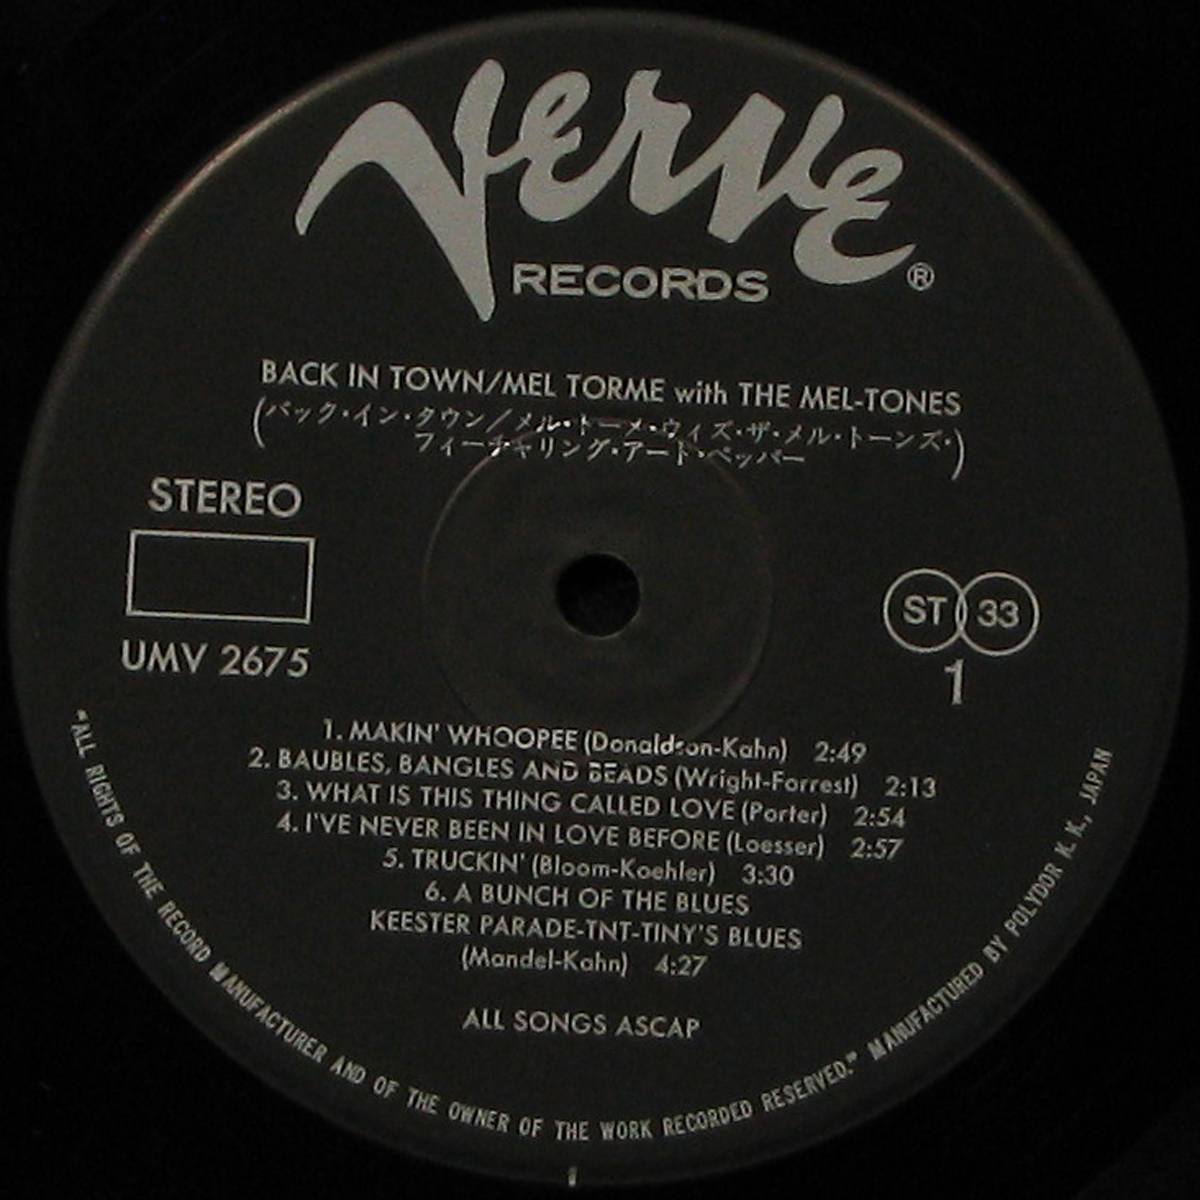 Verve
RECORDS ®
BACK IN TOWN/MEL TORME with THE MEL-TONES
(バック・イン・タウン/メル・トーメ・ウィズ・ザ・メル・トーンズ・
フィーチャリング・アート・ペッパー)
STEREO
UMV 2675
ST 33
1
1. MAKIN' WHOOPEE (Donaldson-Kahn) 2:49
2. BAUBLES, BANGLES AND BEADS (Wright-Forrest) 2:13
3. WHAT IS THIS THING CALLED LOVE (Porter) 2:54
4. I'VE NEVER BEEN IN LOVE BEFORE (Loesser) 2:57
5. TRUCKIN' (Bloom-Koehler) 3:30
6. A BUNCH OF THE BLUES
KEESTER PARADE-TNT-TINY'S BLUES
(Mandel-Kahn) 4:27
ALL SONGS ASCAP
"ALL RIGHTS OF THE RECORD MANUFACTURER AND OF THE OWNER OF THE WORK RECORDED RESERVED." MANUFACTURED BY POLYDOR K. K., JAPAN